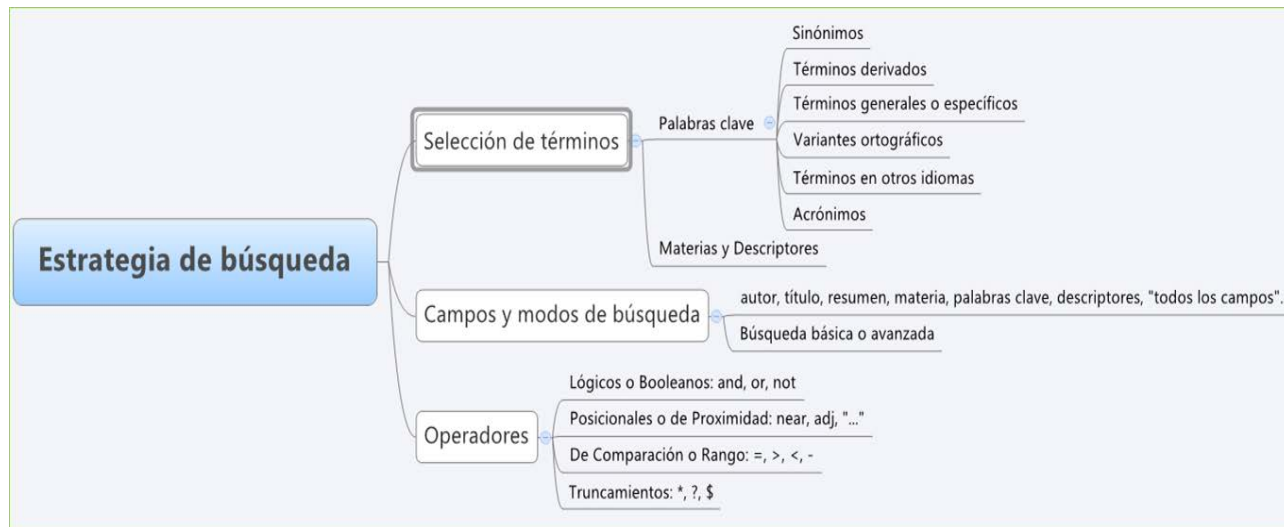 Estrategia de búsqueda
Selección de términos
Palabras clave
Sinónimos
Términos derivados
Términos generales o específicos
Variantes ortográficos
Términos en otros idiomas
Acrónimos
Materias y Descriptores
Campos y modos de búsqueda
autor, título, resumen, materia, palabras clave, descriptores, "todos los campos".
Búsqueda básica o avanzada
Operadores
Lógicos o Booleanos: and, or, not
Posicionales o de Proximidad: near, adj, "..."
De Comparación o Rango: =, >, <, -
Truncamientos: *, ?, $